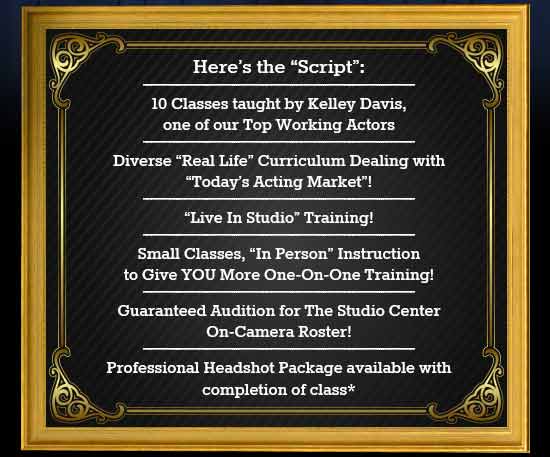 Here’s the “Script”:
10 Classes taught by Kelley Davis,
one of our Top Working Actors
Diverse “Real Life” Curriculum Dealing with
“Today’s Acting Market”!
“Live In Studio” Training!
Small Classes, “In Person” Instruction
to Give YOU More One-On-One Training!
Guaranteed Audition for The Studio Center
On-Camera Roster!
Professional Headshot Package available with
completion of class*